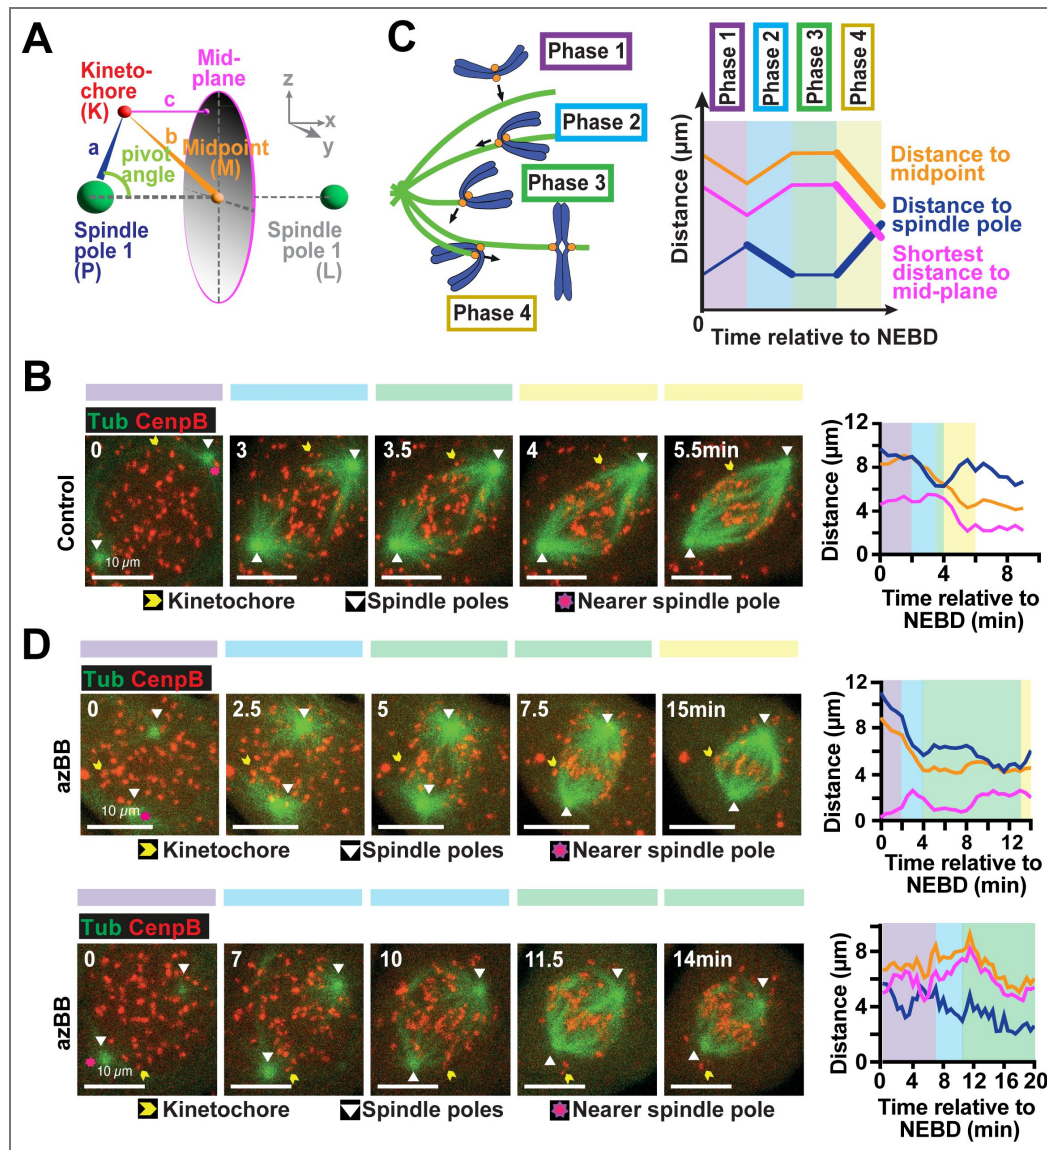 A
Kineto-
chore
(K)
Mid-
plane
c
z
x
y
a
b
Midpoint
(M)
pivot
angle
Spindle
pole 1
(P)
Spindle
pole 1
(L)
C
Phase 1
Phase 2
Phase 3
Phase 4
Phase 1
Phase 2
Phase 3
Phase 4
Distance (µm)
Distance to
midpoint
Distance to
spindle pole
Shortest
distance to
mid-plane
0
Time relative to NEBD
B
Tub CenpB
Control
0
3
3.5
4
5.5min
10 µm
Kinetochore
Spindle poles
Nearer spindle pole
Distance (µm)
12
8
4
0
0
4
8
Time relative to
NEBD (min)
D
Tub CenpB
azBB
0
2.5
5
7.5
15min
10 µm
Kinetochore
Spindle poles
Nearer spindle pole
Distance (µm)
12
8
4
0
0
4
8
12
Time relative to
NEBD (min)
Tub CenpB
azBB
0
7
10
11.5
14min
10 µm
Kinetochore
Spindle poles
Nearer spindle pole
Distance (µm)
8
4
0
0
4
8
12
16
20
Time relative to
NEBD (min)